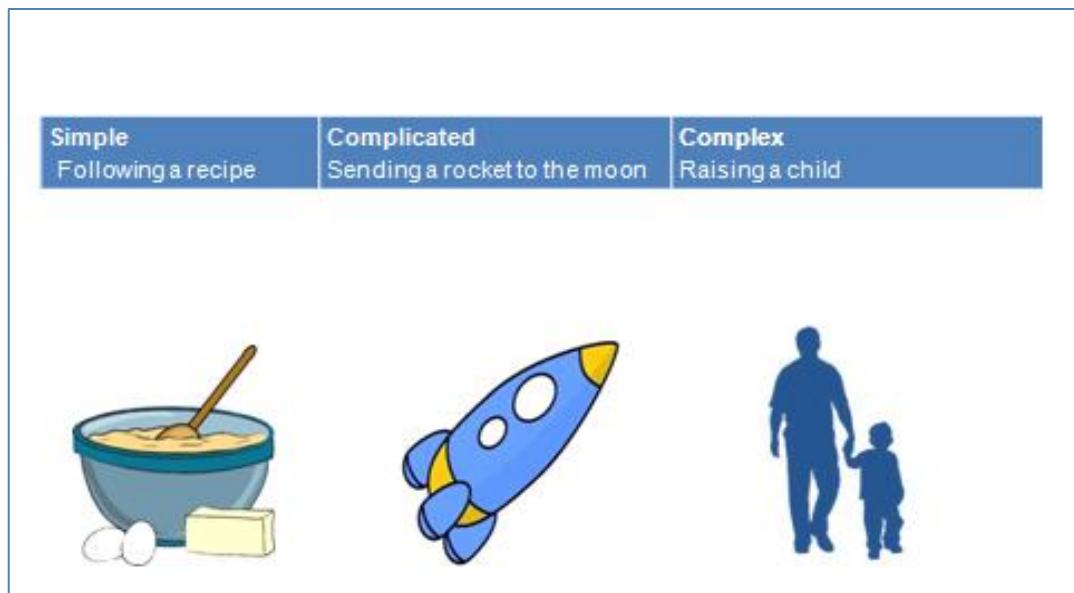 Simple
Following a recipe
Complicated
Sending a rocket to the moon
Complex
Raising a child